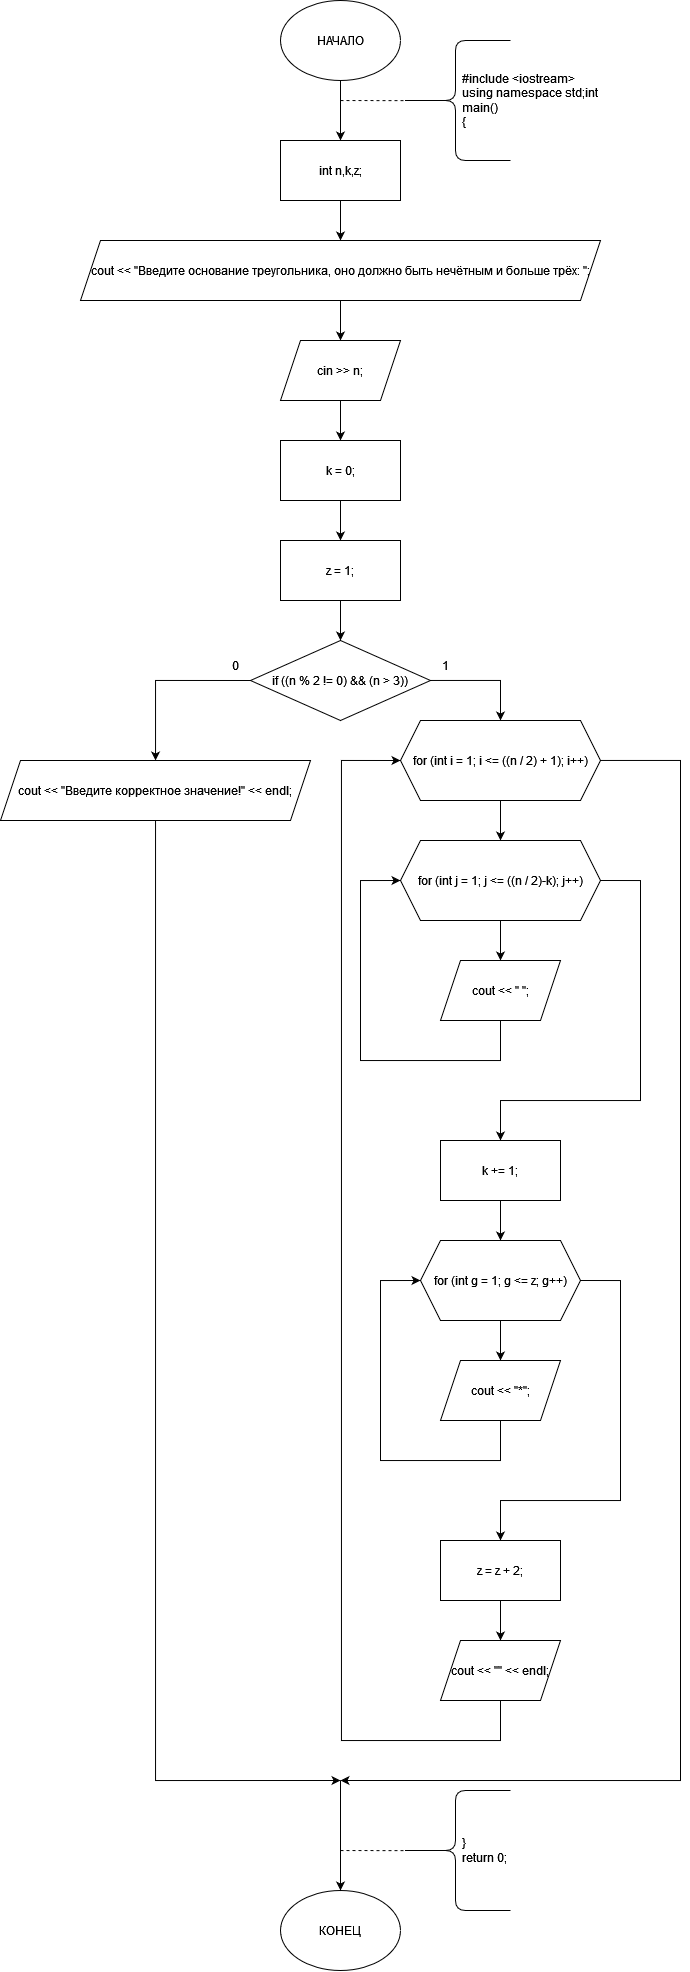 НАЧАЛО
#include <iostream>
using namespace std;int
main()
{
int n,k,z;
cout << "Введите основание треугольника, оно должно быть нечётным и больше трёх: ";
cin >> n;
k = 0;
z = 1;
0
1
if ((n % 2 != 0) && (n > 3))
for (int i = 1; i <= ((n / 2) + 1); i++)
cout << "Введите корректное значение!" << endl;
for (int j = 1; j <= ((n / 2)-k); j++)
cout << " ";
k += 1;
for (int g = 1; g <= z; g++)
cout << "*";
z = z + 2;
cout << "" << endl;
}
return 0;
КОНЕЦ